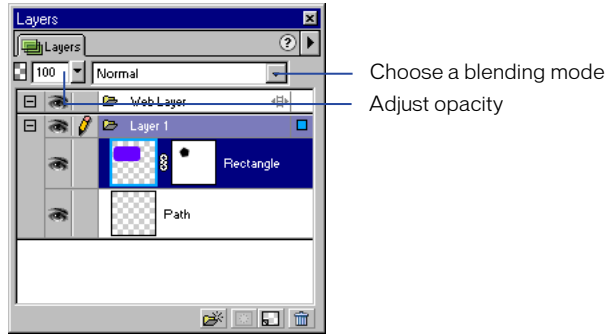 Layers
Layers
?
100 Normal
Choose a blending mode
Web Layer
Adjust opacity
Layer 1
Rectangle
Path